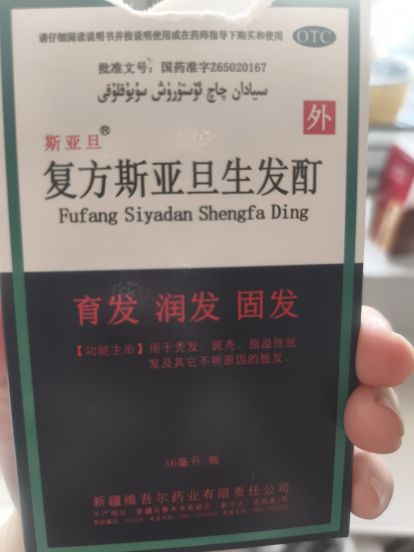 请仔细阅读说明书并按说明使用或在药师指导下购买和使用
OTC
批准文号：国药准字Z65020167
سىيادان چاچ ئۆستۈرۈش سۇيۇقلۇقى
外
斯亚旦®
复方斯亚旦生发酊
Fufang Siyadan Shengfa Ding
育发 润发 固发
【功能主治】用于秃发、斑秃、脂溢性脱
发及其它不明原因的脱发。
36毫升/瓶
新疆维吾尔药业有限责任公司